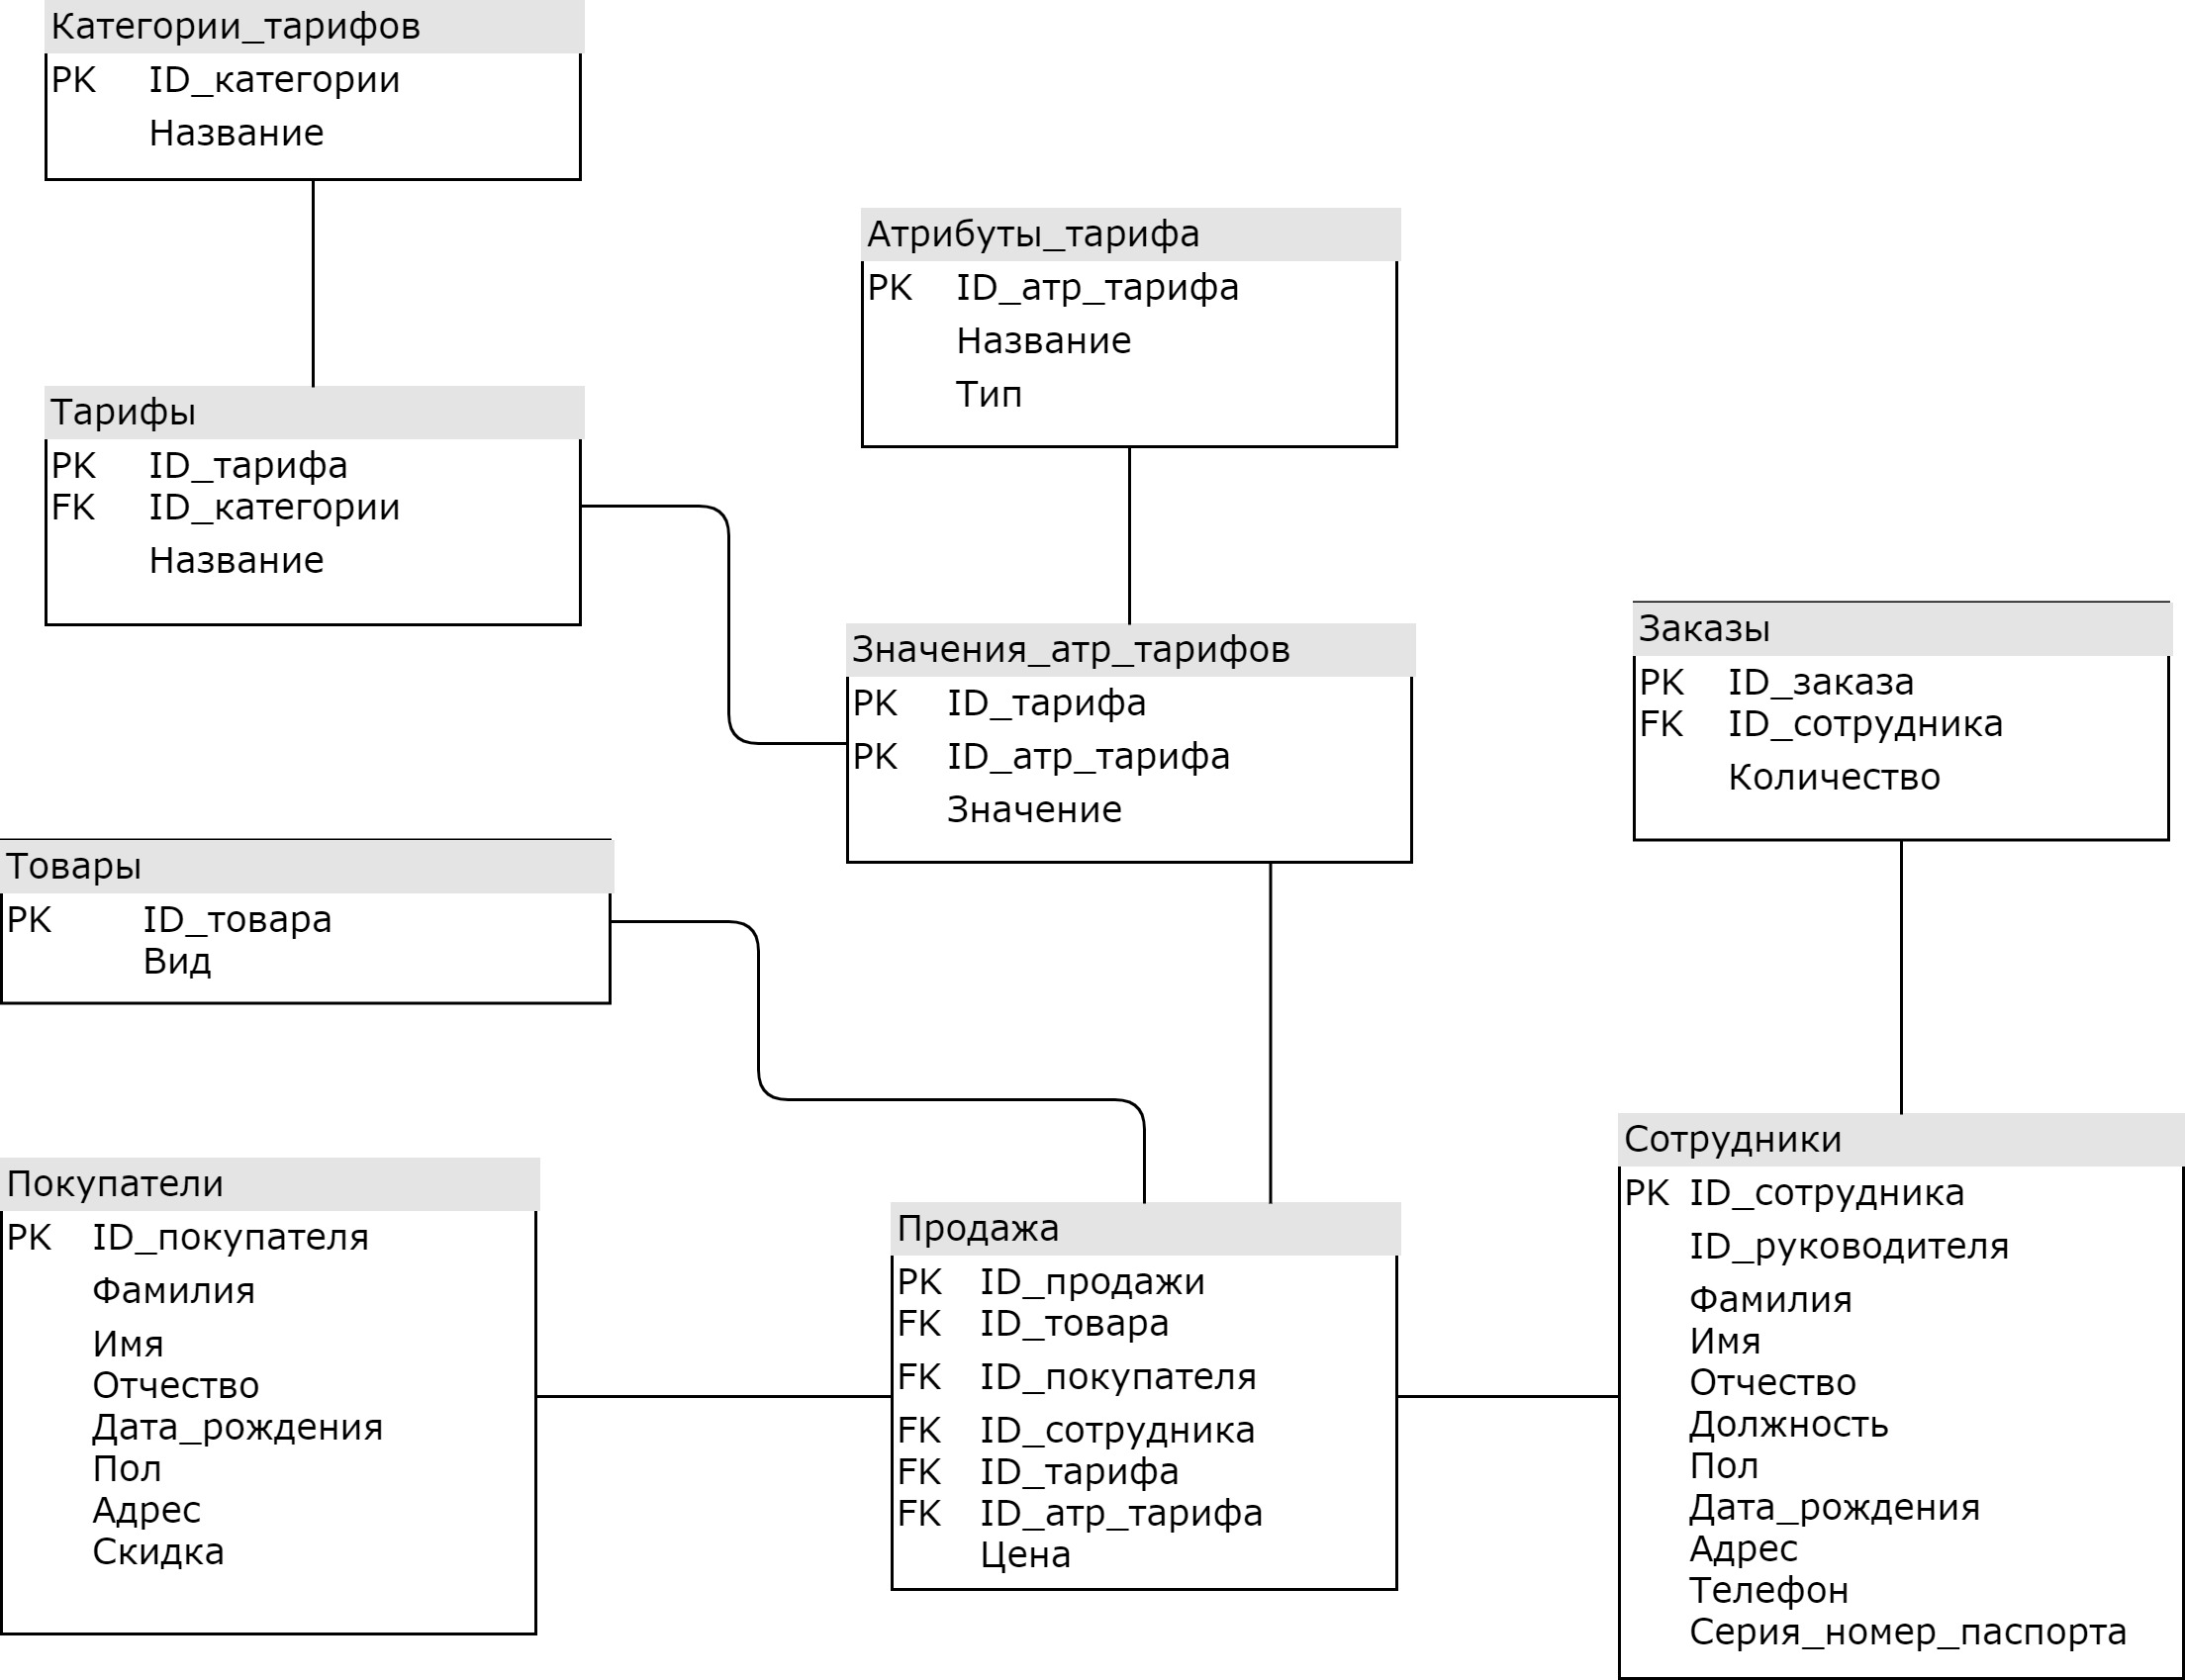 Категории_тарифов
PK ID_категории
Название
Атрибуты_тарифа
PK ID_атр_тарифа
Название
Тип
Тарифы
PK ID_тарифа
FK ID_категории
Название
Значения_атр_тарифов
PK ID_тарифа
PK ID_атр_тарифа
Значение
Заказы
PK ID_заказа
FK ID_сотрудника
Количество
Товары
PK ID_товара
Вид
Покупатели
PK ID_покупателя
Фамилия
Имя
Отчество
Дата_рождения
Пол
Адрес
Скидка
Продажа
PK ID_продажи
FK ID_товара
FK ID_покупателя
FK ID_сотрудника
FK ID_тарифа
FK ID_атр_тарифа
Цена
Сотрудники
PK ID_сотрудника
ID_руководителя
Фамилия
Имя
Отчество
Должность
Пол
Дата_рождения
Адрес
Телефон
Серия_номер_паспорта